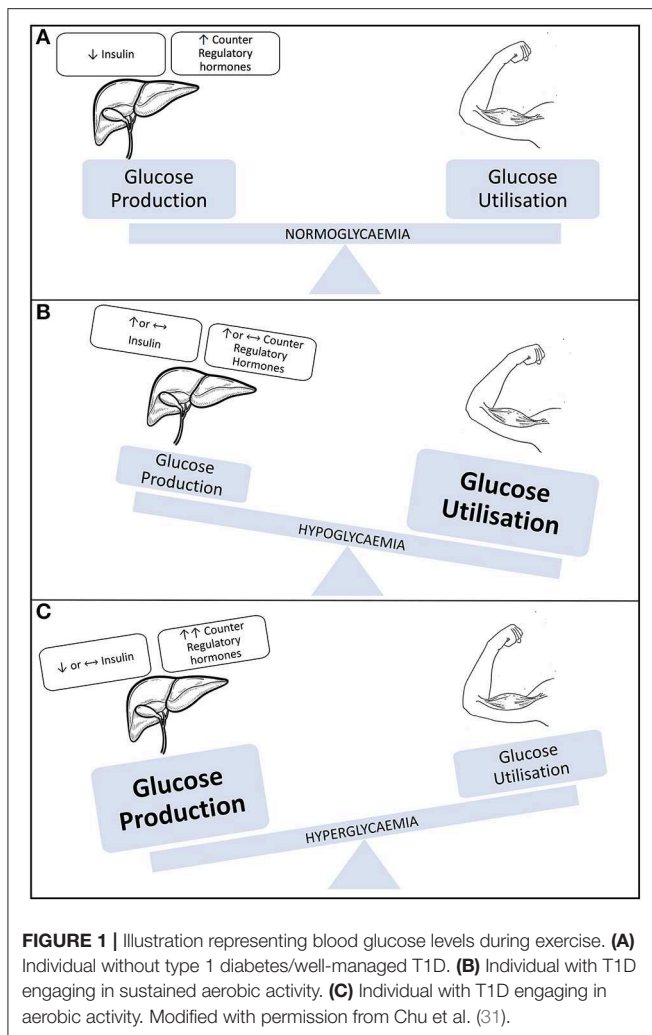 A
↓ Insulin
↑ Counter
Regulatory
hormones
Glucose
Production
Glucose
Utilisation
NORMOGLYCAEMIA
B
↑or ↔
Insulin
↑or ↔ Counter
Regulatory
Hormones
Glucose
Production
Glucose
Utilisation
HYPOGLYCAEMIA
C
↓ or ↔ Insulin
↑↑ Counter
Regulatory
hormones
Glucose
Production
Glucose
Utilisation
HYPERGLYCAEMIA
FIGURE 1 | Illustration representing blood glucose levels during exercise. (A)
Individual without type 1 diabetes/well-managed T1D. (B) Individual with T1D
engaging in sustained aerobic activity. (C) Individual with T1D engaging in
aerobic activity. Modified with permission from Chu et al. (31).